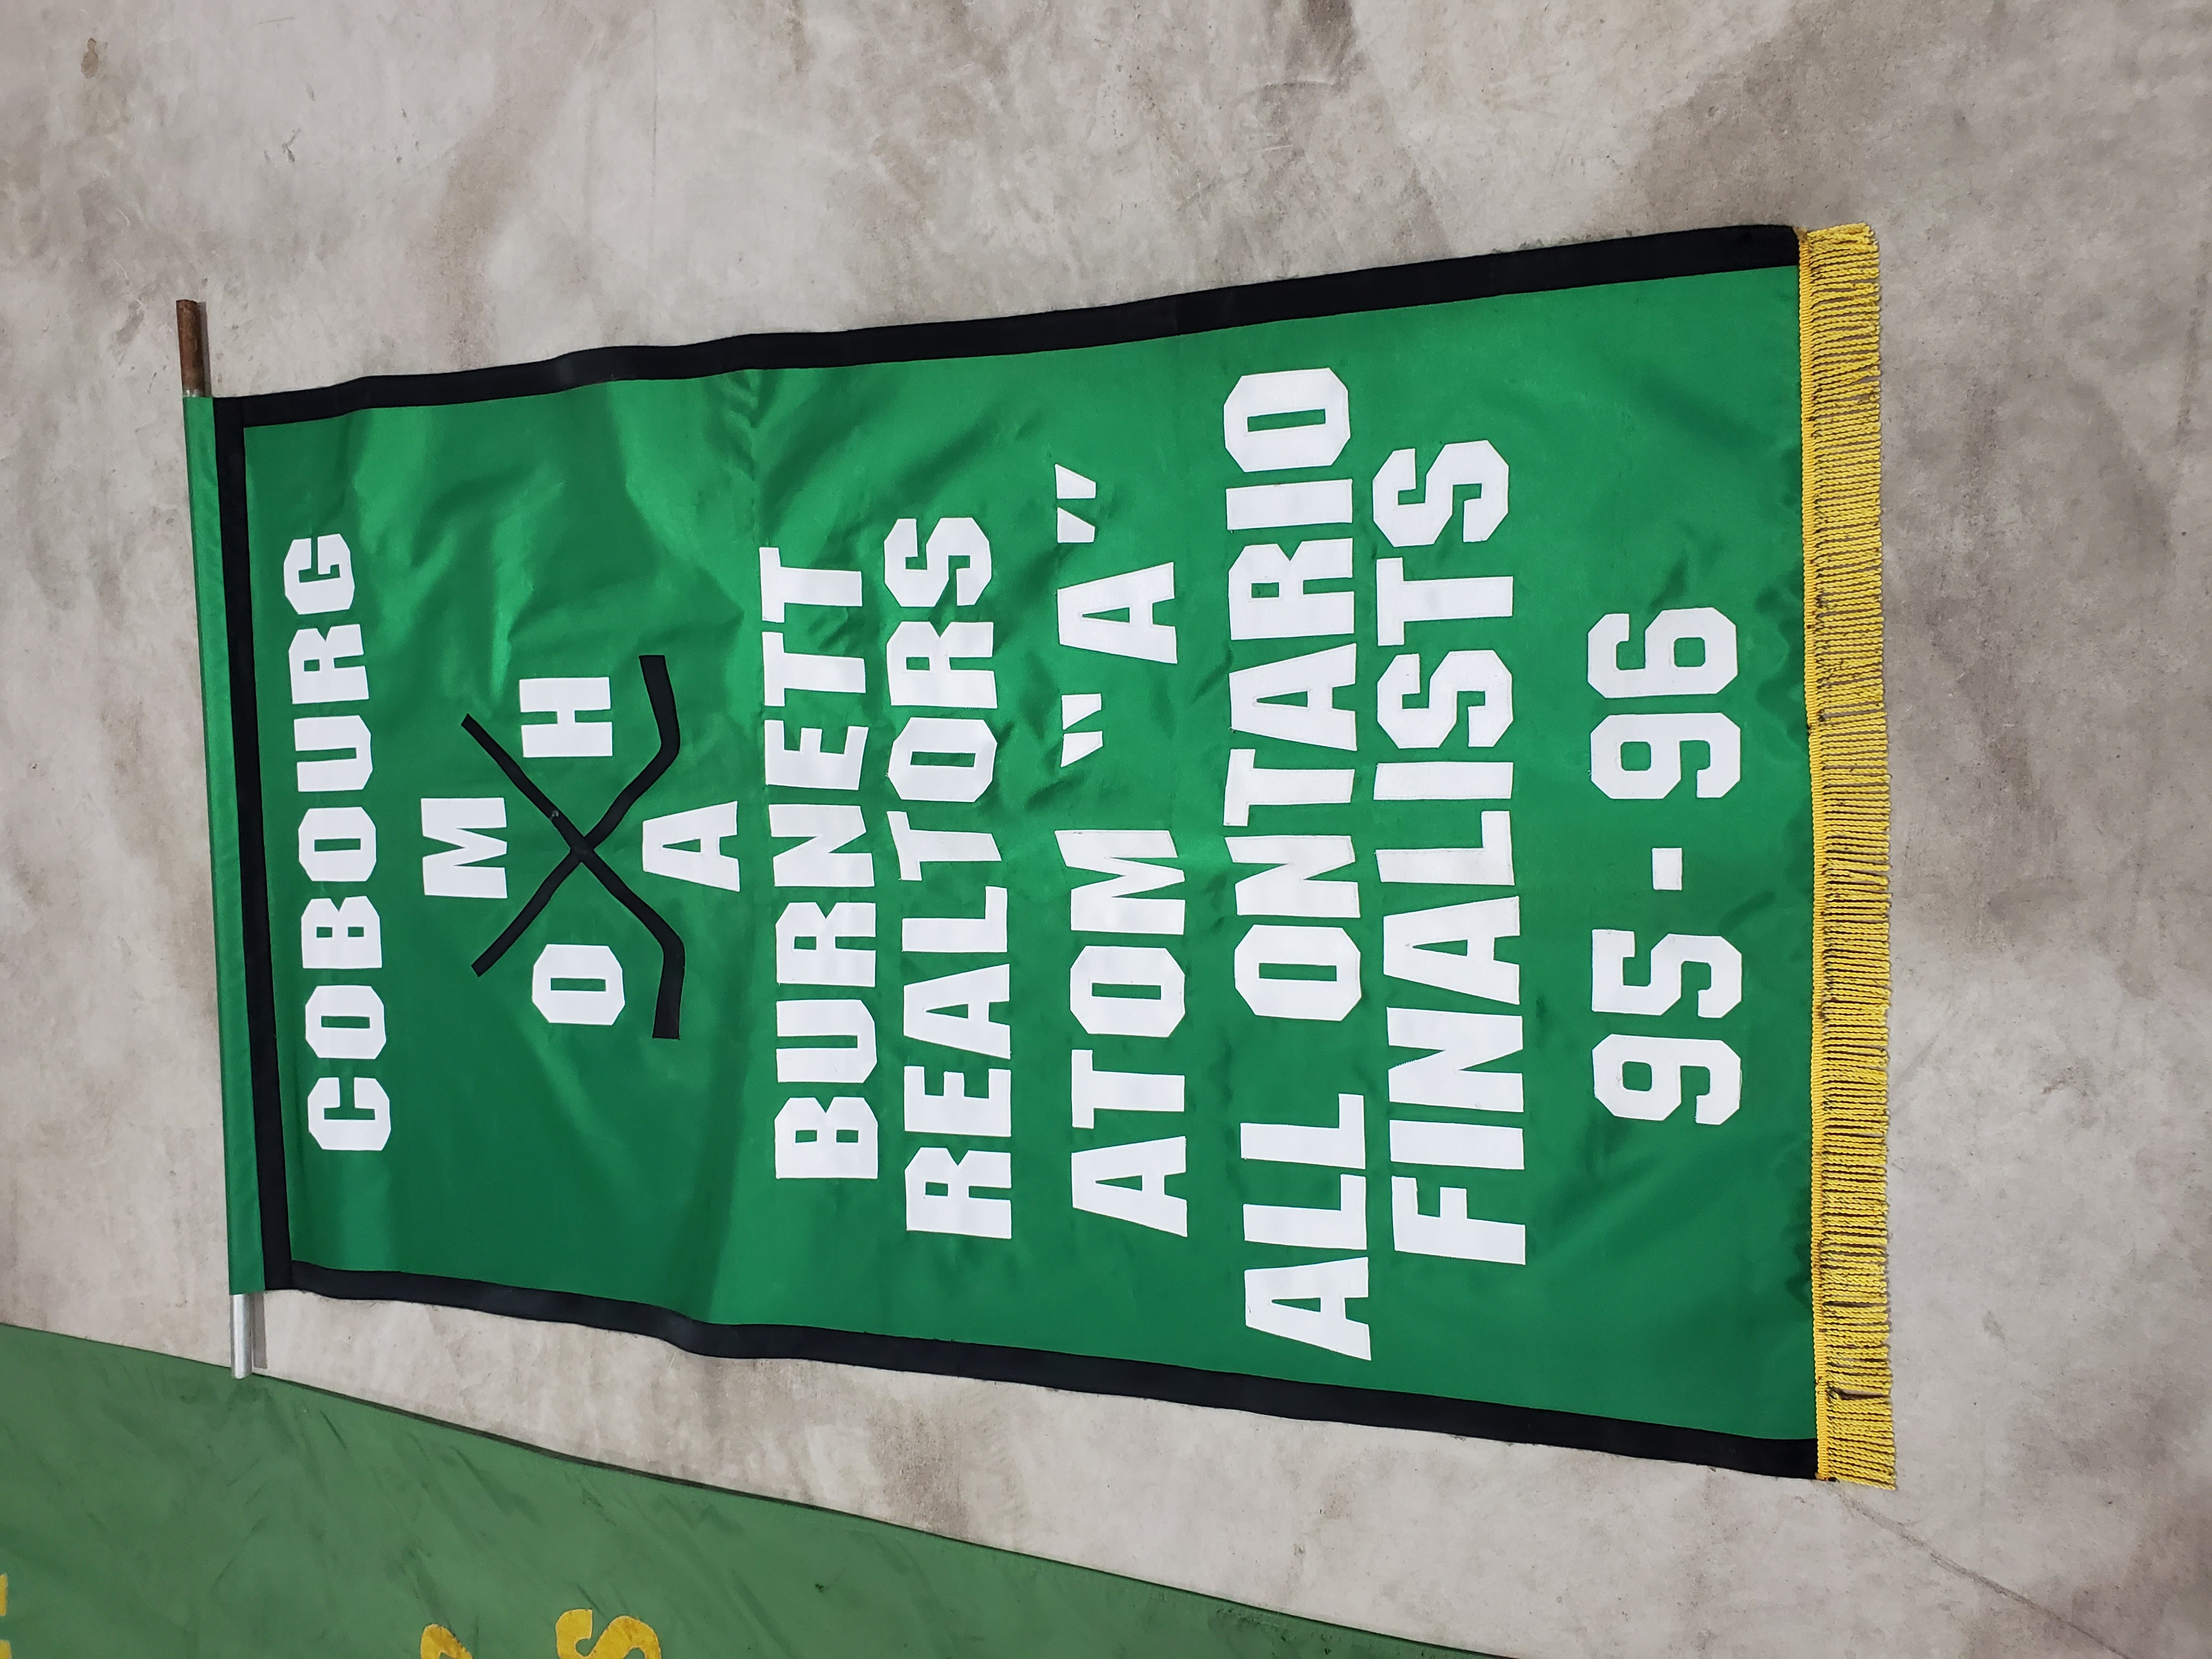 COBOURG
M
O H
A
BURNETT
REALTORS
ATOM "A"
ALL ONTARIO
FINALISTS
95-96
S